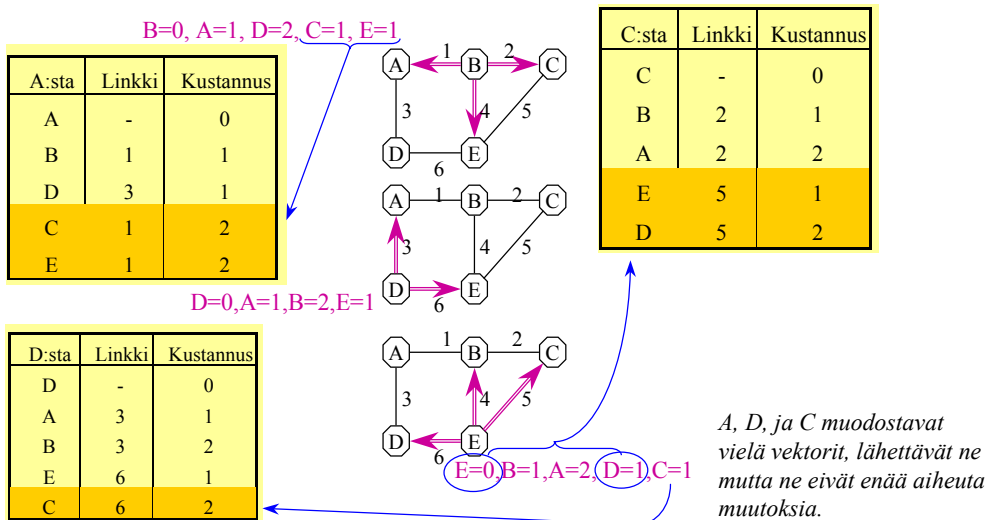 B=0, A=1, D=2, C=1, E=1
A:sta Linkki Kustannus
A - 0
B 1 1
D 3 1
C 1 2
E 1 2
A 1 B 2 C
3 4 5
D 6 E
C:sta Linkki Kustannus
C - 0
B 2 1
A 2 2
E 5 1
D 5 2
A 1 B 2 C
3 4 5
D 6 E
D=0,A=1,B=2,E=1
D:sta Linkki Kustannus
D - 0
A 3 1
B 3 2
E 6 1
C 6 2
A 1 B 2 C
3 4 5
D 6 E
E=0,B=1,A=2, D=1,C=1
A, D, ja C muodostavat
vielä vektorit, lähettävät ne
mutta ne eivät enää aiheuta
muutoksia.